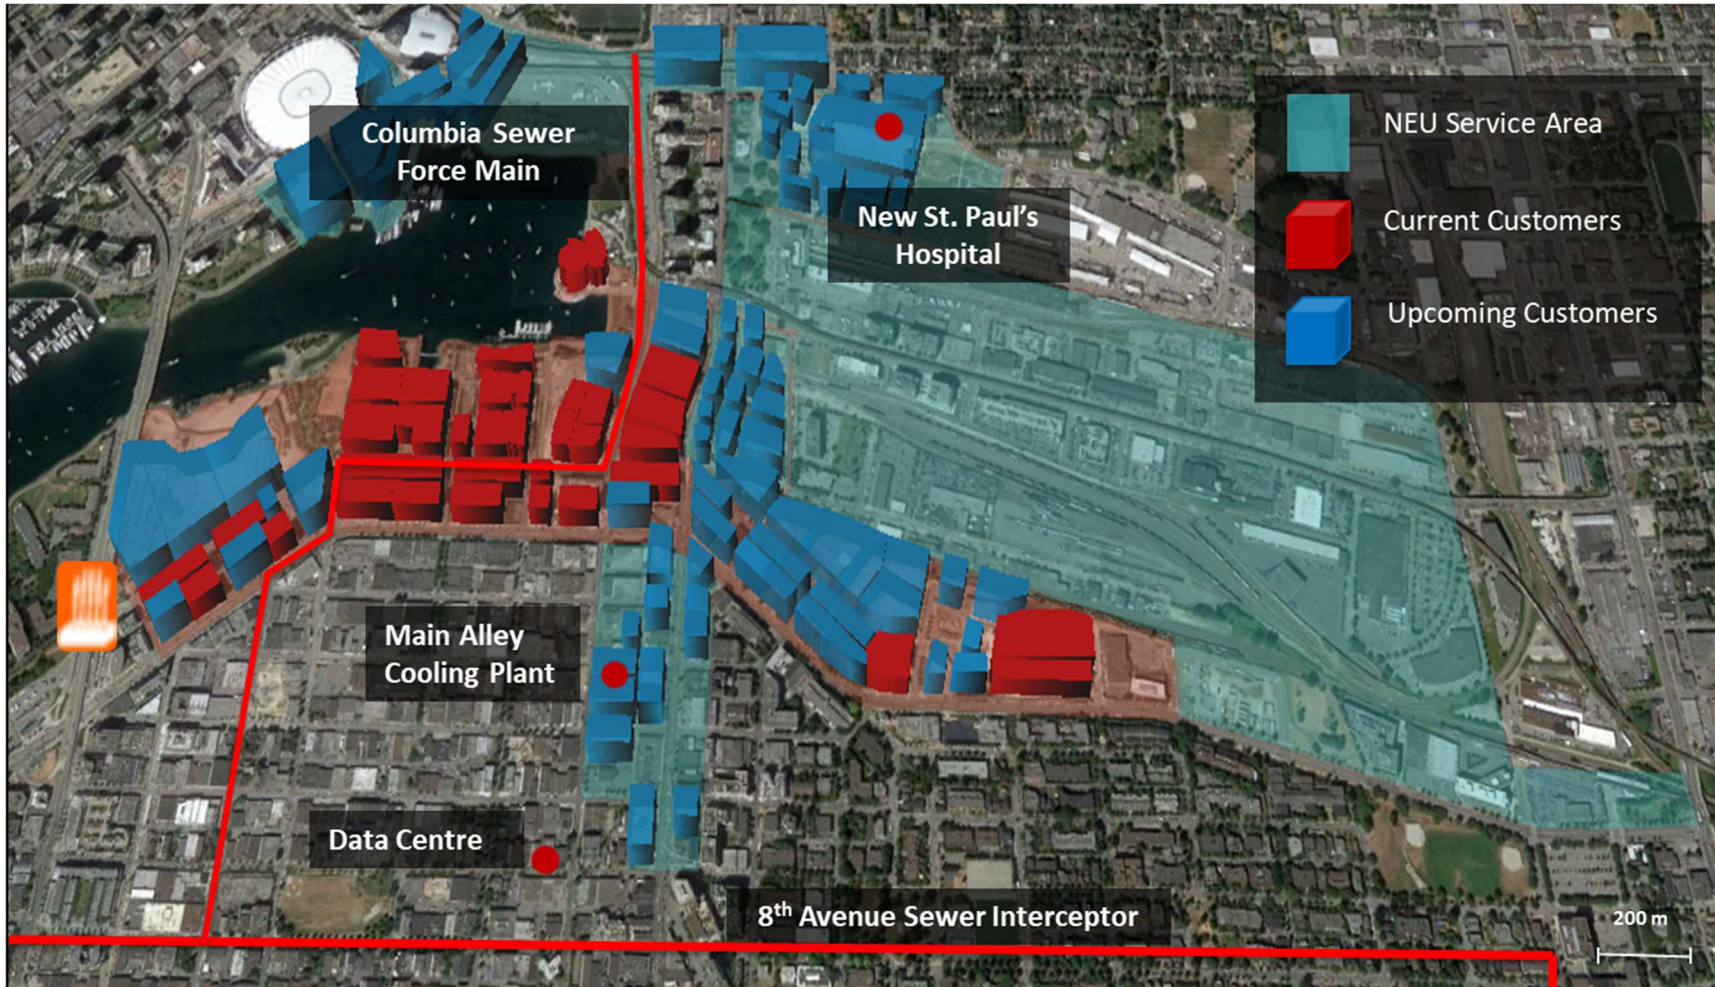 Columbia Sewer
Force Main
New St. Paul's
Hospital
NEU Service Area
Current Customers
Upcoming Customers
Main Alley
Cooling Plant
Data Centre
8th Avenue Sewer Interceptor
200 m